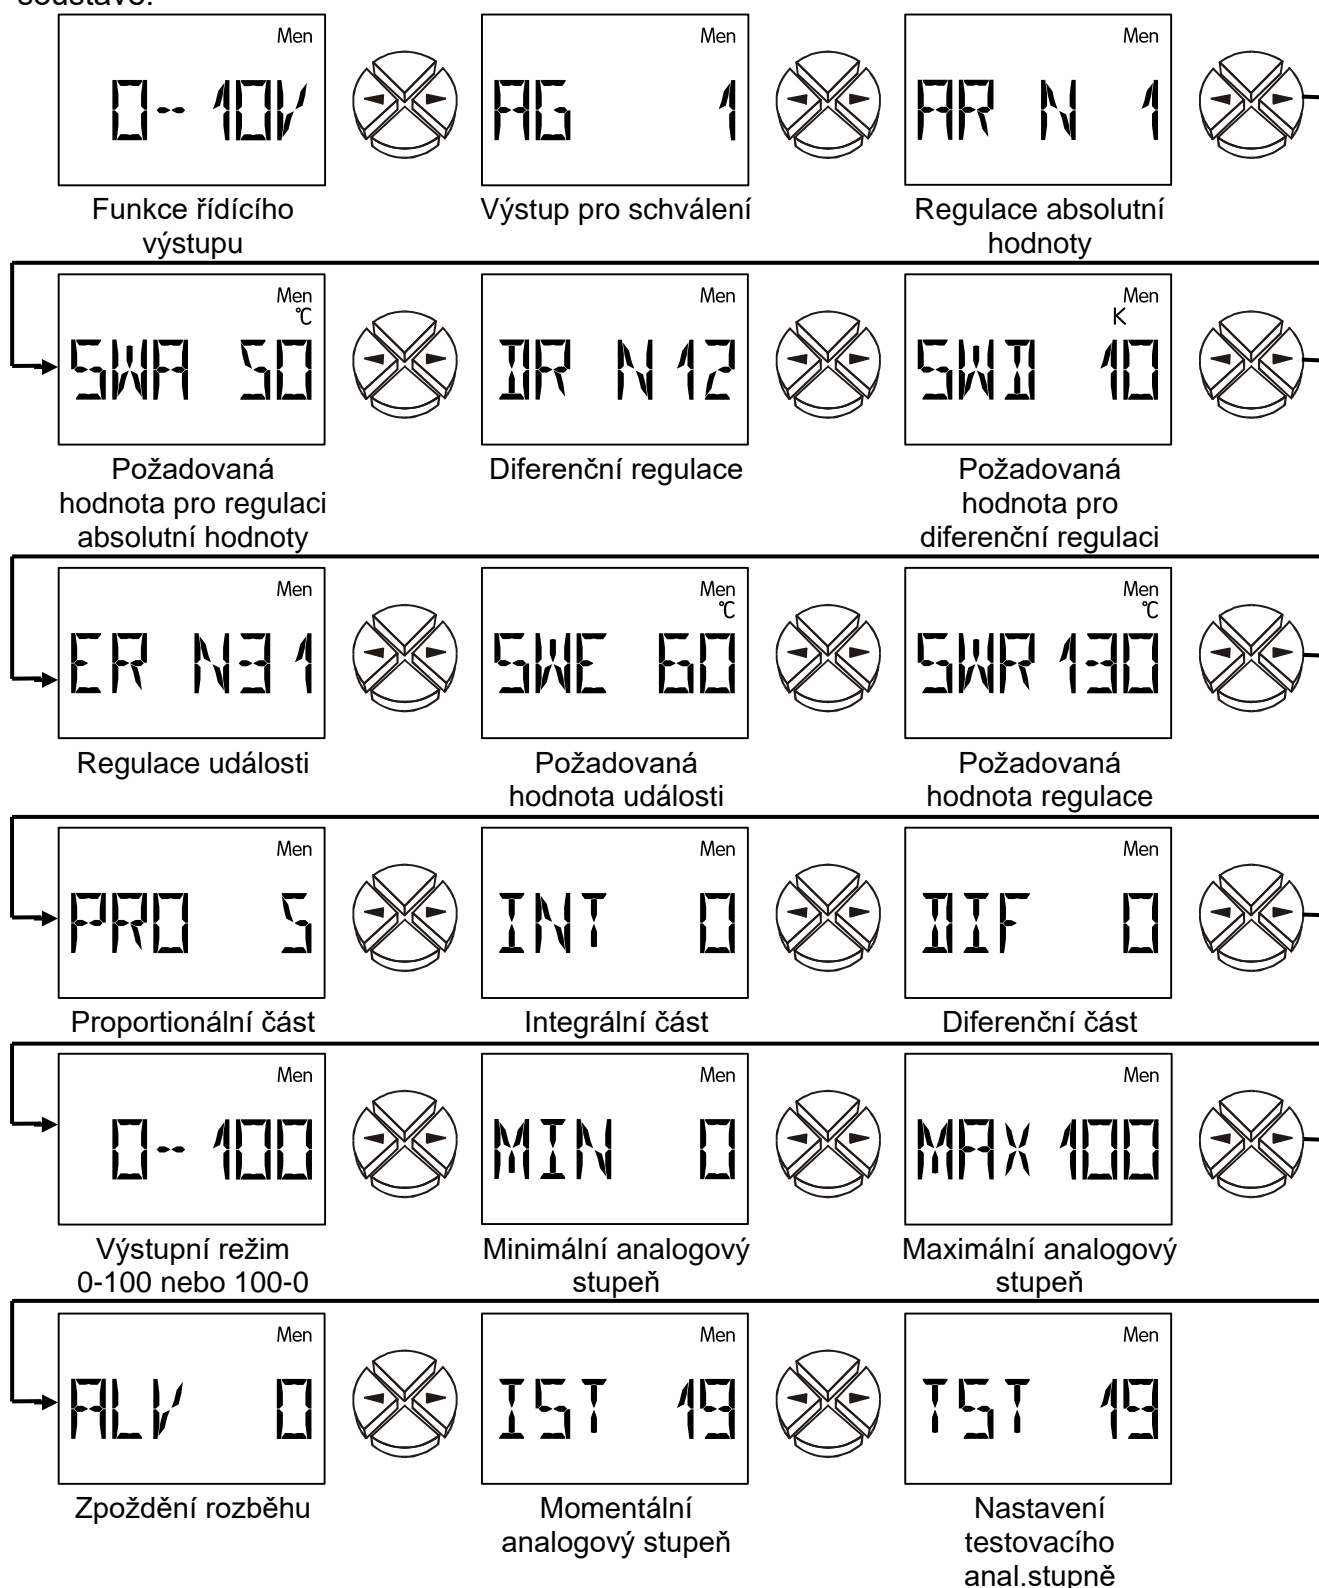 Men Men Men
0-10V AG 1 AR N 1
Funkce řídícího Výstup pro schválení Regulace absolutní
výstupu hodnoty
Men Men Men
°C K
SWA 50 DR N12 SWD 10
Požadovaná Diferenční regulace Požadovaná
hodnota pro regulaci hodnota pro
absolutní hodnoty diferenční regulaci
Men Men Men
°C °C
ER N31 SWE 60 SWR 130
Regulace události Požadovaná Požadovaná
hodnota události hodnota regulace
Men Men Men
PRO 5 INT 0 DIF 0
Proportionální část Integrální část Diferenční část
Men Men Men
0-100 MIN 0 MAX 100
Výstupní režim Minimální analogový Maximální analogový
0-100 nebo 100-0 stupeň stupeň
Men Men Men
ALV 0 IST 19 TST 19
Zpoždění rozběhu Momentální Nastavení
analogový stupeň testovacího
anal.stupně